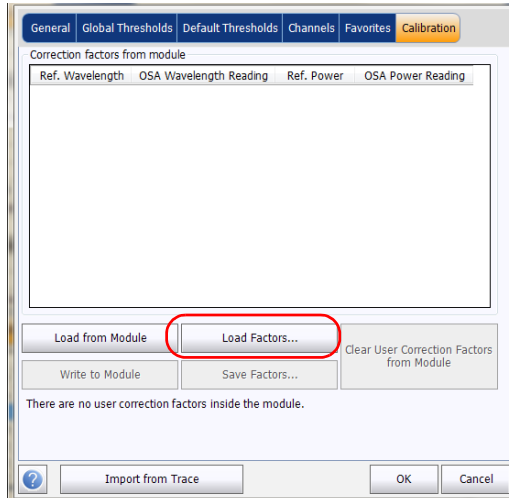 General Global Thresholds Default Thresholds Channels Favorites Calibration
Correction factors from module
Ref. Wavelength OSA Wavelength Reading Ref. Power OSA Power Reading
Load from Module Load Factors... Clear User Correction Factors
from Module
Write to Module Save Factors...
There are no user correction factors inside the module.
? Import from Trace OK Cancel